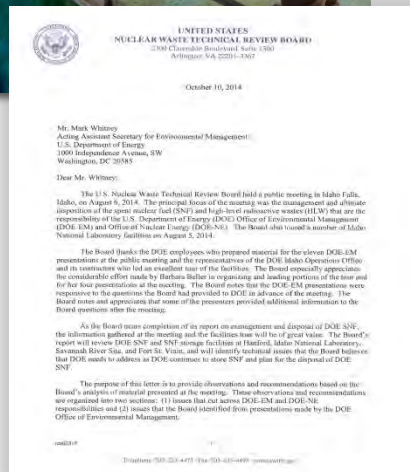 UNITED STATES
NUCLEAR WASTE TECHNICAL REVIEW BOARD
2300 Clarendon Boulevard, Suite 1300
Arlington, VA 22201-3367
October 10, 2014
Mr. Mark Whitney
Acting Assistant Secretary for Environmental Management
U.S. Department of Energy
1000 Independence Avenue, SW
Washington, DC 20585
Dear Mr. Whitney:
The U.S. Nuclear Waste Technical Review Board held a public meeting in Idaho Falls,
Idaho, on August 6, 2014. The principal focus of the meeting was the management and ultimate
disposition of the spent nuclear fuel (SNF) and high-level radioactive wastes (HLW) that are the
responsibility of the U.S. Department of Energy (DOE) Office of Environmental Management
(DOE-EM) and Office of Nuclear Energy (DOE-NE). The Board also toured a number of Idaho
National Laboratory facilities on August 5, 2014.
The Board thanks the DOE employees who prepared material for the eleven DOE-EM
presentations at the public meeting and the representatives of the DOE Idaho Operations Office
and its contractors who led an excellent tour of the facilities. The Board especially appreciates
the considerable effort made by Barbara Beller in organizing and leading portions of the tour and
for her four presentations at the meeting. The Board notes that the DOE-EM presentations were
responsive to the questions the Board had provided to DOE in advance of the meeting. The
Board notes and appreciates that some of the presenters provided additional information to the
Board questions after the meeting.
As the Board nears completion of its report on management and disposal of DOE SNF,
the information gathered at the meeting and the facilities tour will be of great value. The Board's
report will review DOE SNF and SNF storage facilities at Hanford, Idaho National Laboratory,
Savannah River Site, and Fort St. Vrain, and will identify technical issues that the Board believes
that DOE needs to address as DOE continues to store SNF and plan for the disposal of DOE
SNF.
The purpose of this letter is to provide observations and recommendations based on the
Board's analysis of material presented at the meeting. These observations and recommendations
are organized into two sections: (1) issues that cut across DOE-EM and DOE-NE
responsibilities and (2) issues that the Board identified from presentations made by the DOE
Office of Environmental Management.